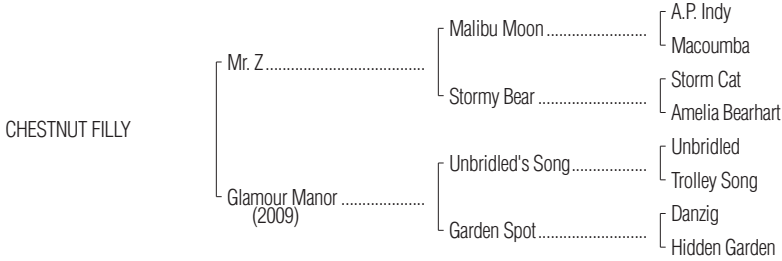 A.P. Indy
Malibu Moon ..........................
Macoumba
Mr. Z ......................................
Storm Cat
Stormy Bear ..........................
Amelia Bearhart
CHESTNUT FILLY
Unbridled
Unbridled's Song ..................
Trolley Song
Glamour Manor ....................
(2009)
Danzig
Garden Spot ..........................
Hidden Garden